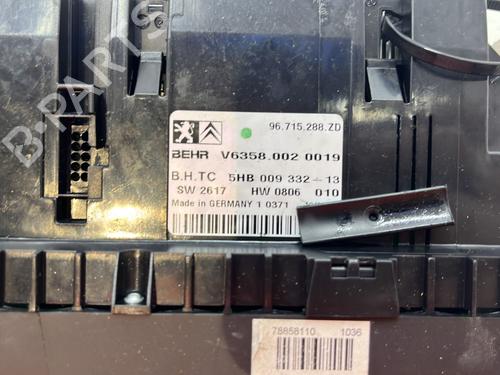 B-PARTS
96.715.288.ZD
BEHR V6358.002 0019
B.H.TC 5HB 009 332-13
SW 2617 HW 0806 010
Made in GERMANY 1 0371
78858110 1036